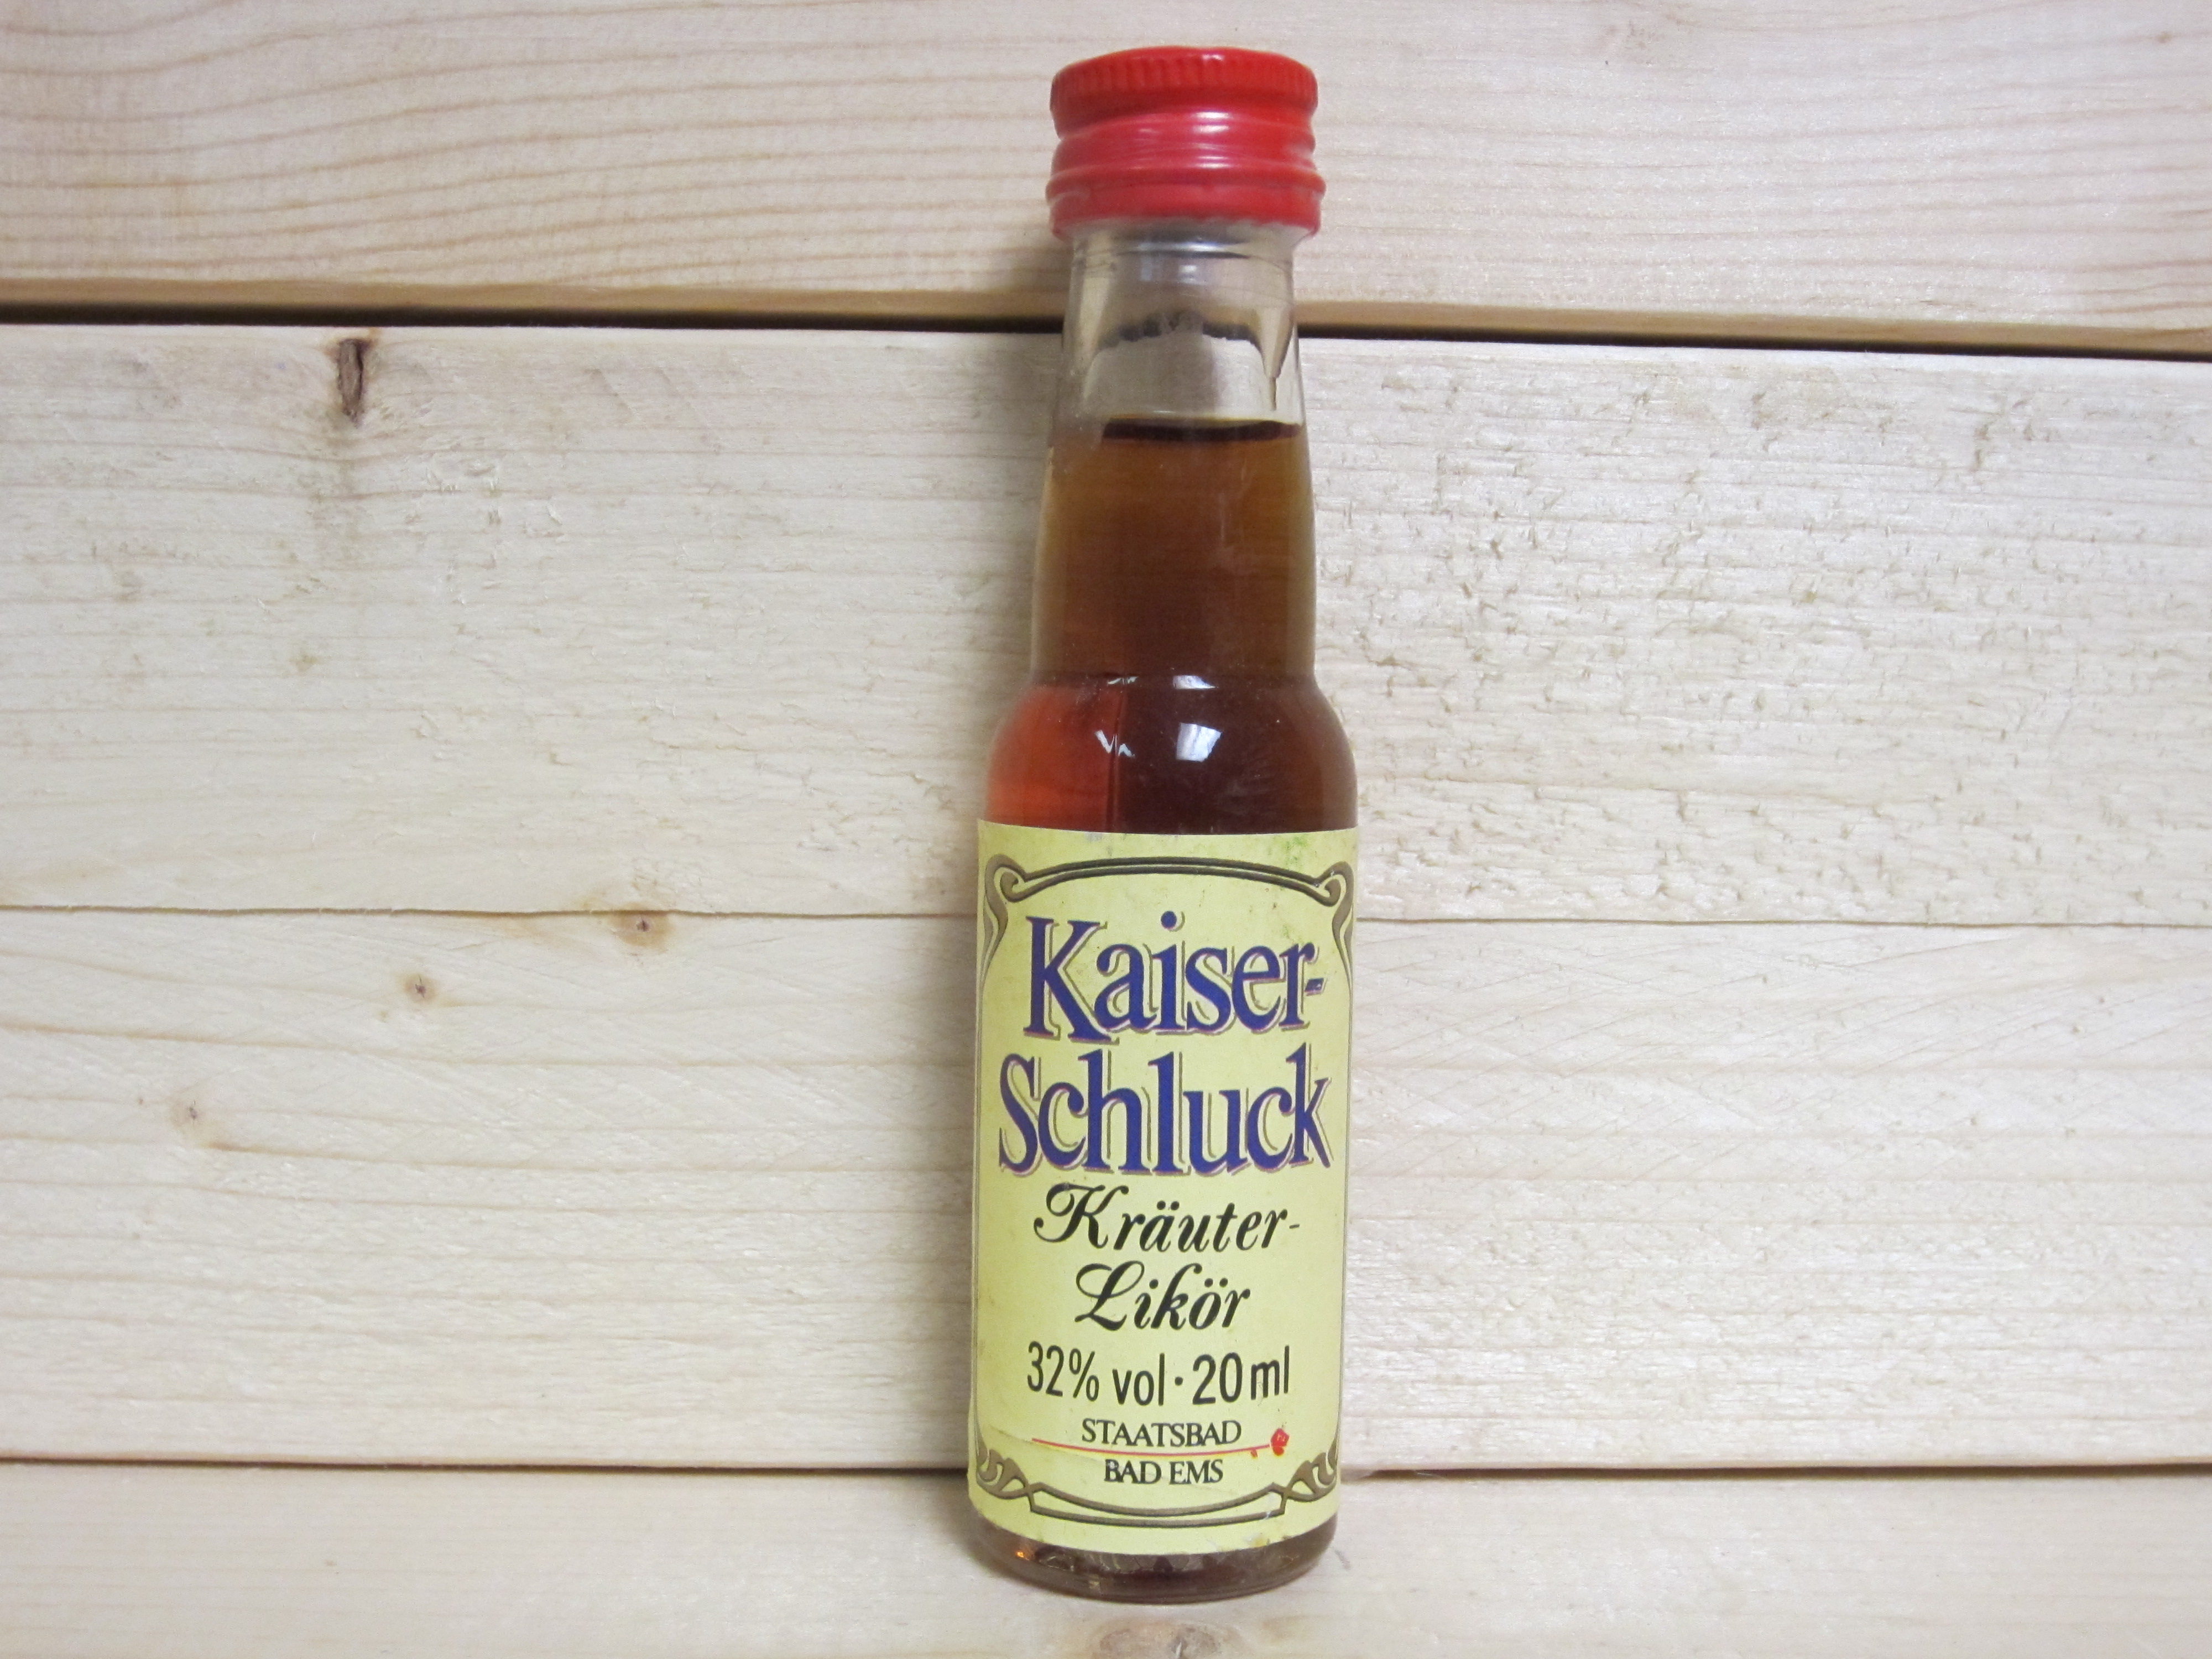 Kaiser-
Schluck
Kräuter-
Likör
32% vol · 20 ml
STAATSBAD
BAD EMS